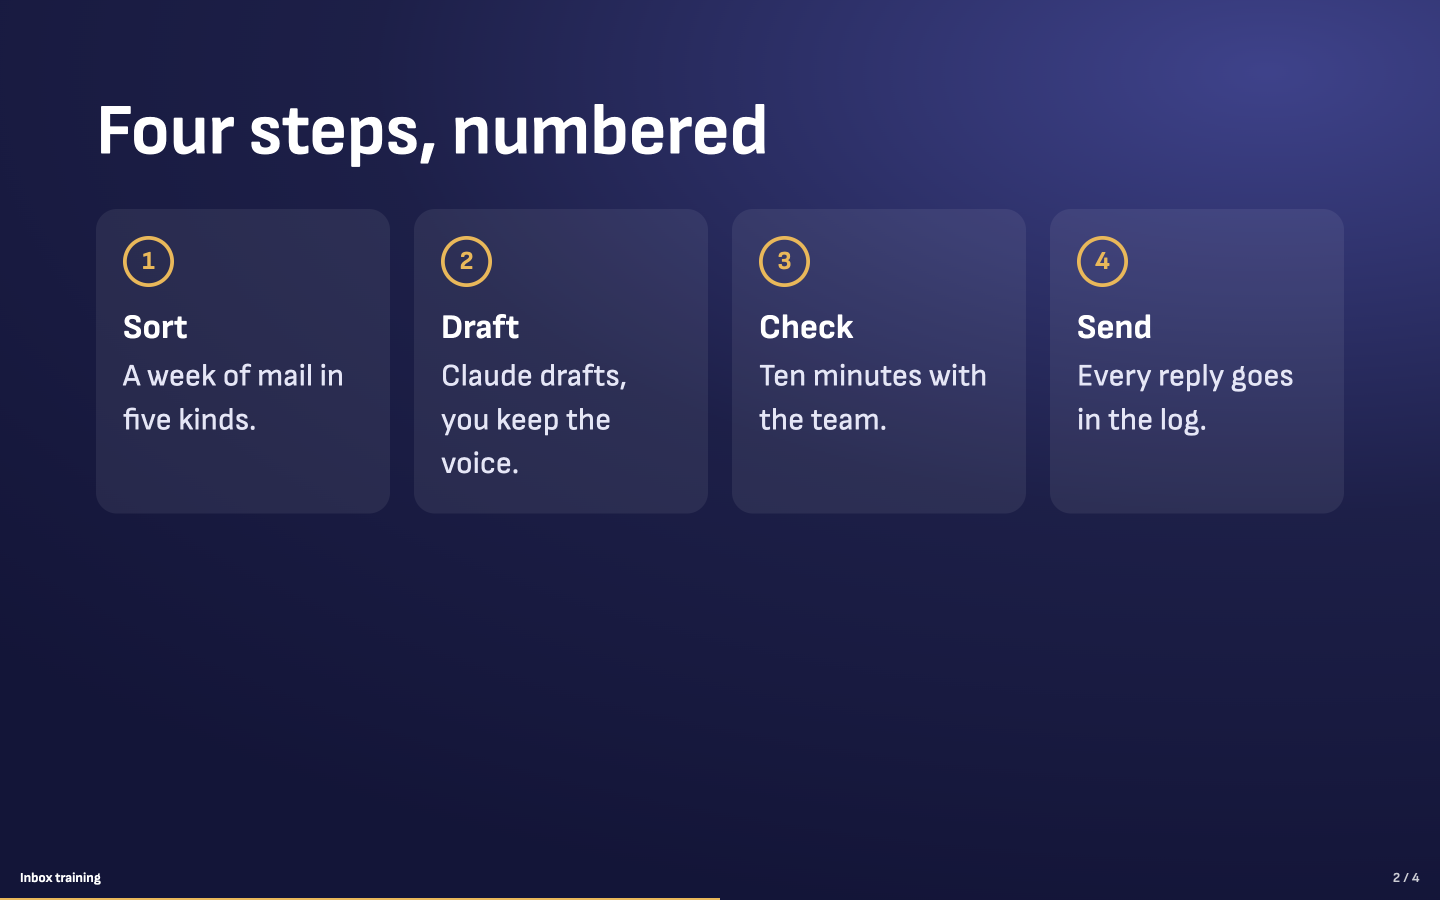 Four steps, numbered
1
Sort
A week of mail in
five kinds.
2
Draft
Claude drafts,
you keep the
voice.
3
Check
Ten minutes with
the team.
4
Send
Every reply goes
in the log.
Inbox training
2 / 4